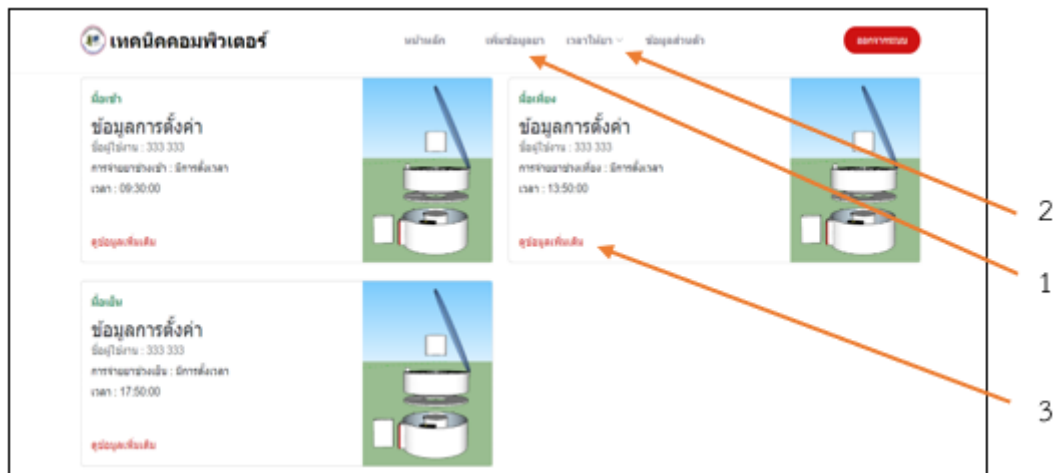 เทคนิคคอมพิวเตอร์
หน้าหลัก เพิ่มข้อมูลยา เวลาให้ยา ข้อมูลส่วนตัว ออกจากระบบ
มื้อเช้า
ข้อมูลการตั้งค่า
ชื่อผู้ใช้งาน : 333 333
การจ่ายยาช่วงเช้า : มีการตั้งเวลา
เวลา : 09:30:00
ดูข้อมูลเพิ่มเติม
มื้อเที่ยง
ข้อมูลการตั้งค่า
ชื่อผู้ใช้งาน : 333 333
การจ่ายยาช่วงเที่ยง : มีการตั้งเวลา
เวลา : 13:50:00
ดูข้อมูลเพิ่มเติม
2
1
มื้อเย็น
ข้อมูลการตั้งค่า
ชื่อผู้ใช้งาน : 333 333
การจ่ายยาช่วงเย็น : มีการตั้งเวลา
เวลา : 17:50:00
ดูข้อมูลเพิ่มเติม
3